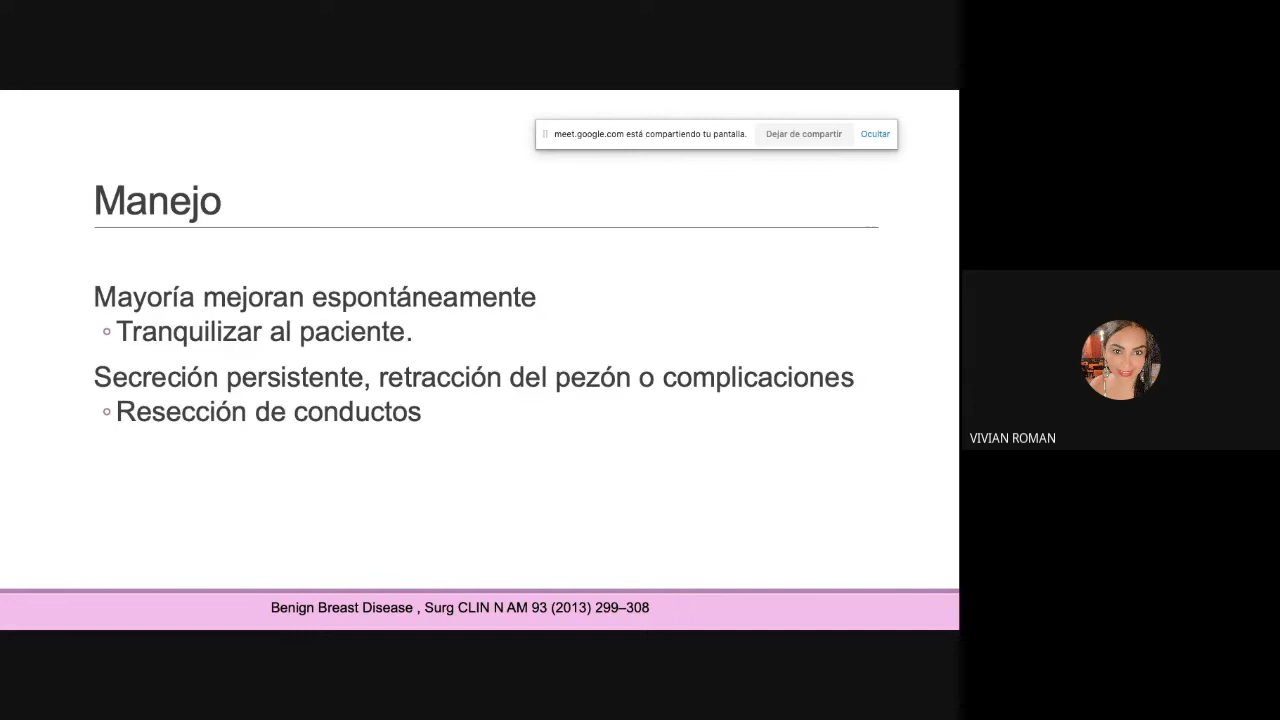 meet.google.com está compartiendo tu pantalla. Dejar de compartir Ocultar
Manejo
Mayoría mejoran espontáneamente
◦Tranquilizar al paciente.
Secreción persistente, retracción del pezón o complicaciones
◦Resección de conductos
VIVIAN ROMAN
Benign Breast Disease , Surg CLIN N AM 93 (2013) 299–308